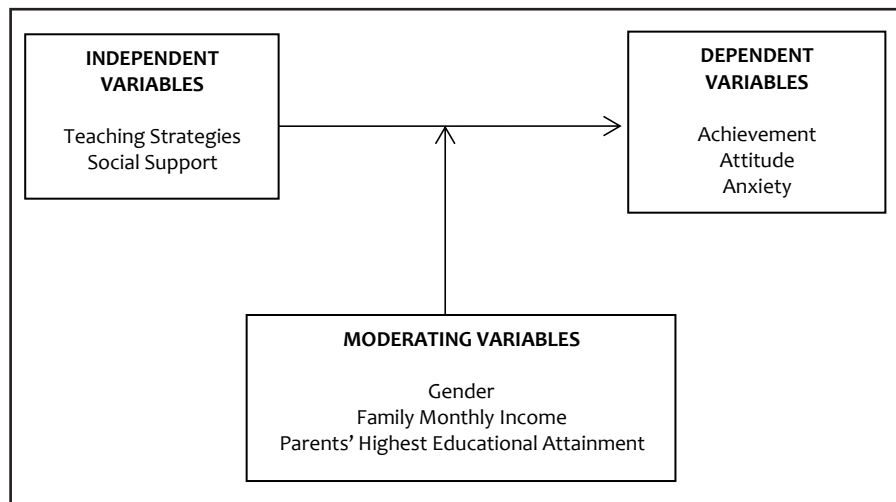 INDEPENDENT
VARIABLES
Teaching Strategies
Social Support
DEPENDENT
VARIABLES
Achievement
Attitude
Anxiety
MODERATING VARIABLES
Gender
Family Monthly Income
Parents’ Highest Educational Attainment